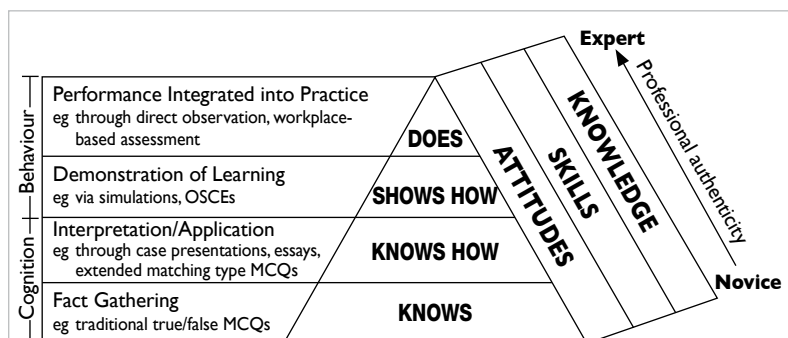 Expert
Professional authenticity
Novice
Behaviour
Cognition
Performance Integrated into Practice
eg through direct observation, workplace-
based assessment
DOES
Demonstration of Learning
eg via simulations, OSCEs
SHOWS HOW
Interpretation/Application
eg through case presentations, essays,
extended matching type MCQs
KNOWS HOW
Fact Gathering
eg traditional true/false MCQs
KNOWS
ATTITUDES
SKILLS
KNOWLEDGE